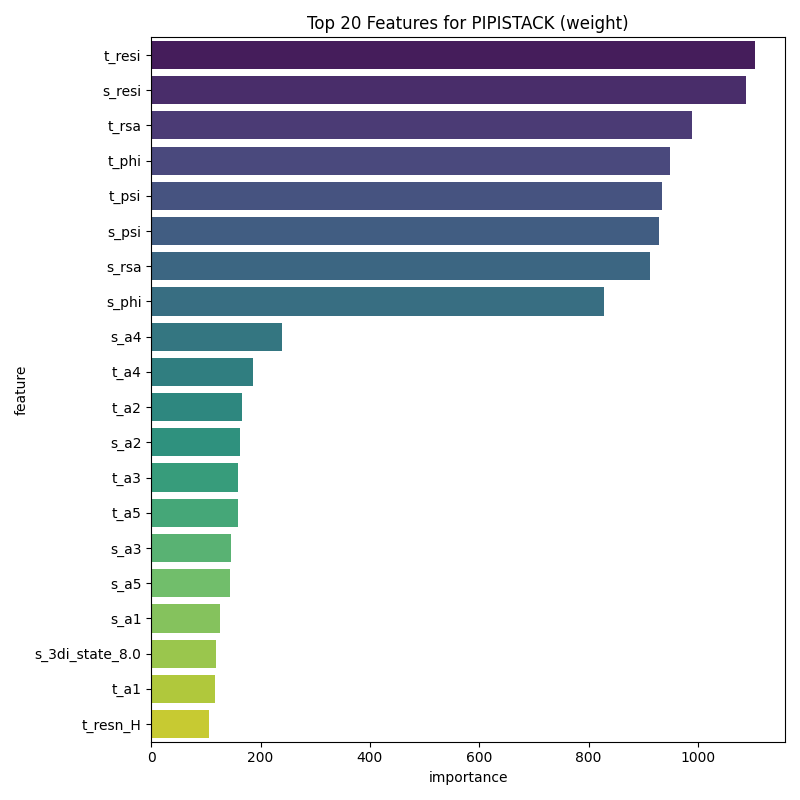 Top 20 Features for PIPISTACK (weight)
feature
t_resi
s_resi
t_rsa
t_phi
t_psi
s_psi
s_rsa
s_phi
s_a4
t_a4
t_a2
s_a2
t_a3
t_a5
s_a3
s_a5
s_a1
s_3di_state_8.0
t_a1
t_resn_H
0 200 400 600 800 1000
importance